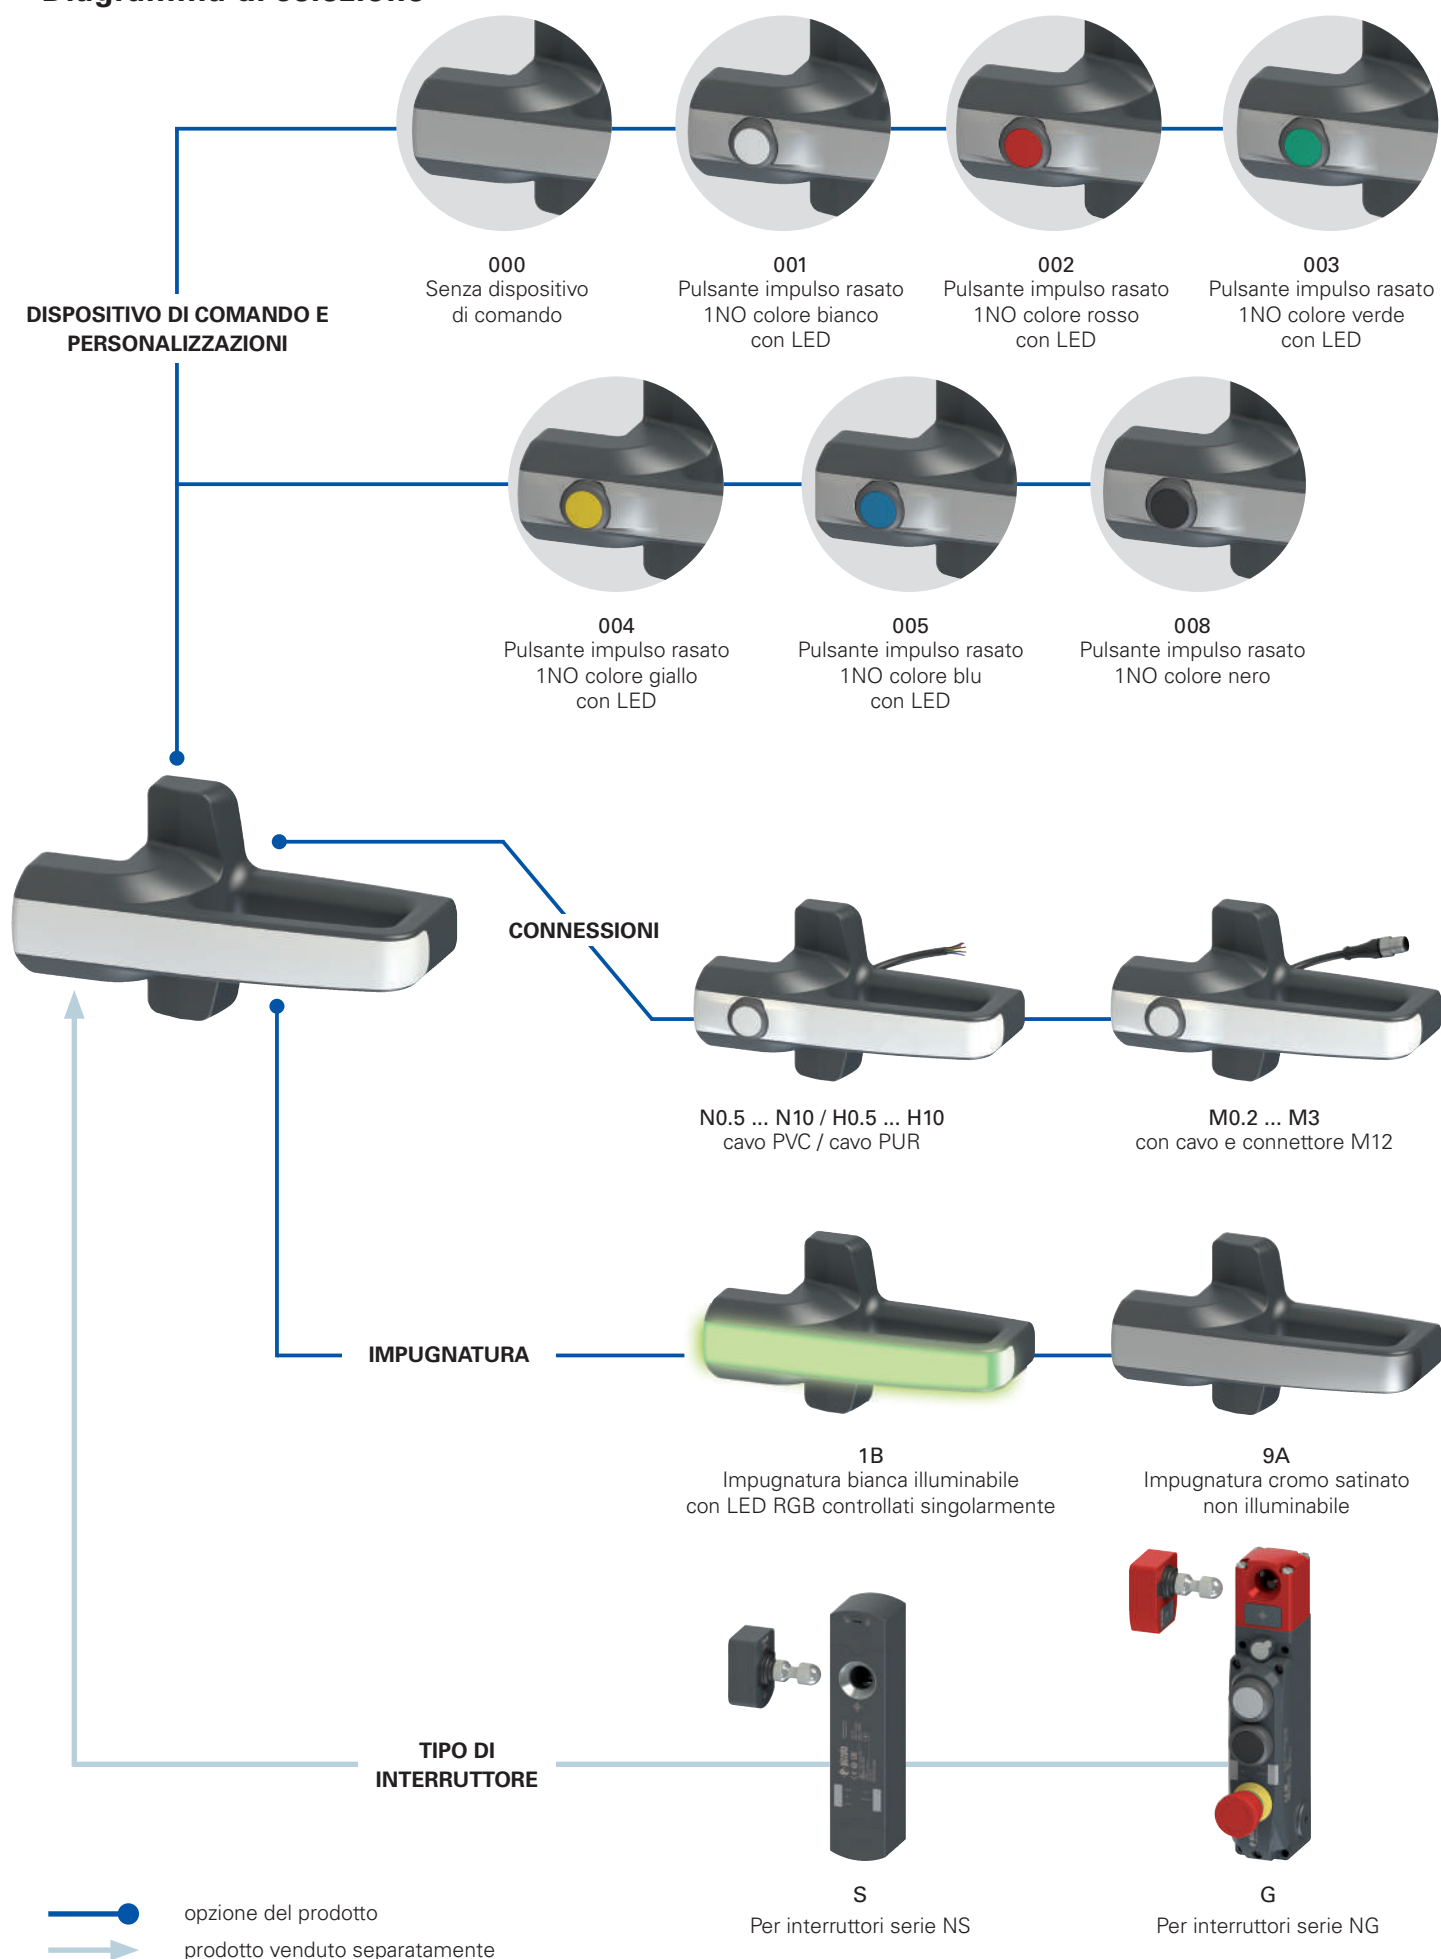 Diagramma di selezione
000
Senza dispositivo
di comando
001
Pulsante impulso rasato
1NO colore bianco
con LED
002
Pulsante impulso rasato
1NO colore rosso
con LED
003
Pulsante impulso rasato
1NO colore verde
con LED
DISPOSITIVO DI COMANDO E
PERSONALIZZAZIONI
004
Pulsante impulso rasato
1NO colore giallo
con LED
005
Pulsante impulso rasato
1NO colore blu
con LED
008
Pulsante impulso rasato
1NO colore nero
CONNESSIONI
N0.5 ... N10 / H0.5 ... H10
cavo PVC / cavo PUR
M0.2 ... M3
con cavo e connettore M12
IMPUGNATURA
1B
Impugnatura bianca illuminabile
con LED RGB controllati singolarmente
9A
Impugnatura cromo satinato
non illuminabile
TIPO DI
INTERRUTTORE
S
Per interruttori serie NS
G
Per interruttori serie NG
opzione del prodotto
prodotto venduto separatamente